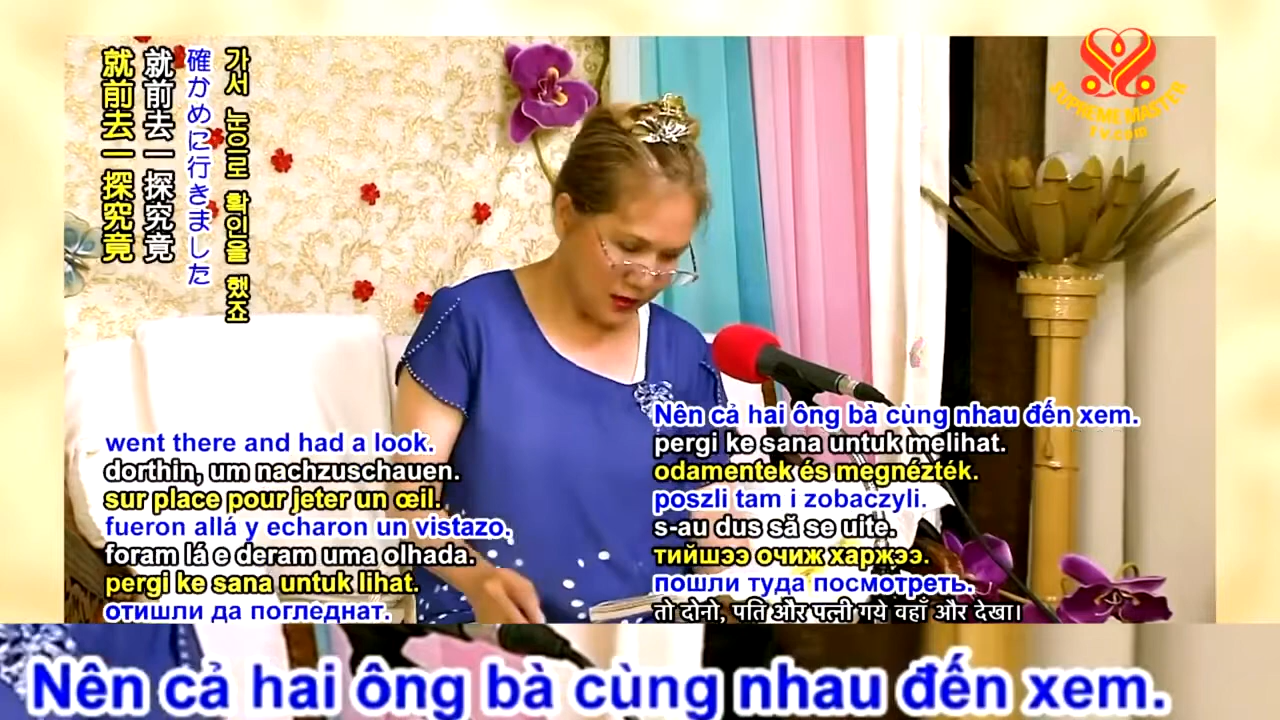 就前去一探究竟
就前去一探究竟
確かめに行きました
가서 눈으로 확인을 했죠
SUPREME MASTER
TV.COM
went there and had a look.
dorthin, um nachzuschauen.
sur place pour jeter un œil.
fueron allá y echaron un vistazo.
foram lá e deram uma olhada.
pergi ke sana untuk lihat.
отишли да погледнат.
Nên cả hai ông bà cùng nhau đến xem.
pergi ke sana untuk melihat.
odamentek és megnézték.
poszli tam i zobaczyli.
s-au dus să se uite.
тийшээ очиж харжээ.
пошли туда посмотреть.
तो दोनो, पति और पत्नी गये वहाँ और देखा।
Nên cả hai ông bà cùng nhau đến xem.